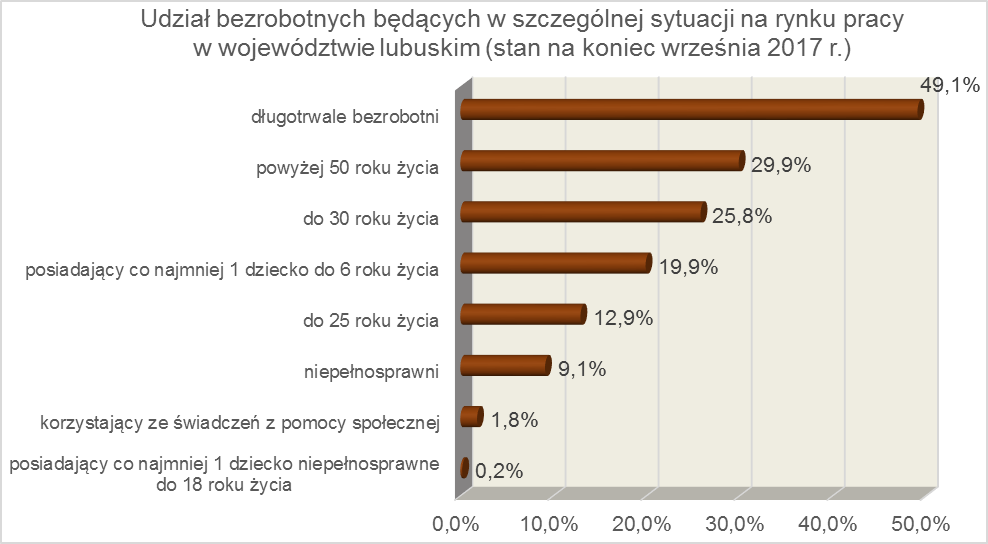 Udział bezrobotnych będących w szczególnej sytuacji na rynku pracy
w województwie lubuskim (stan na koniec września 2017 r.)
długotrwale bezrobotni
49,1%
powyżej 50 roku życia
29,9%
do 30 roku życia
25,8%
posiadający co najmniej 1 dziecko do 6 roku życia
19,9%
do 25 roku życia
12,9%
niepełnosprawni
9,1%
korzystający ze świadczeń z pomocy społecznej
1,8%
posiadający co najmniej 1 dziecko niepełnosprawne
do 18 roku życia
0,2%
0,0% 10,0% 20,0% 30,0% 40,0% 50,0%